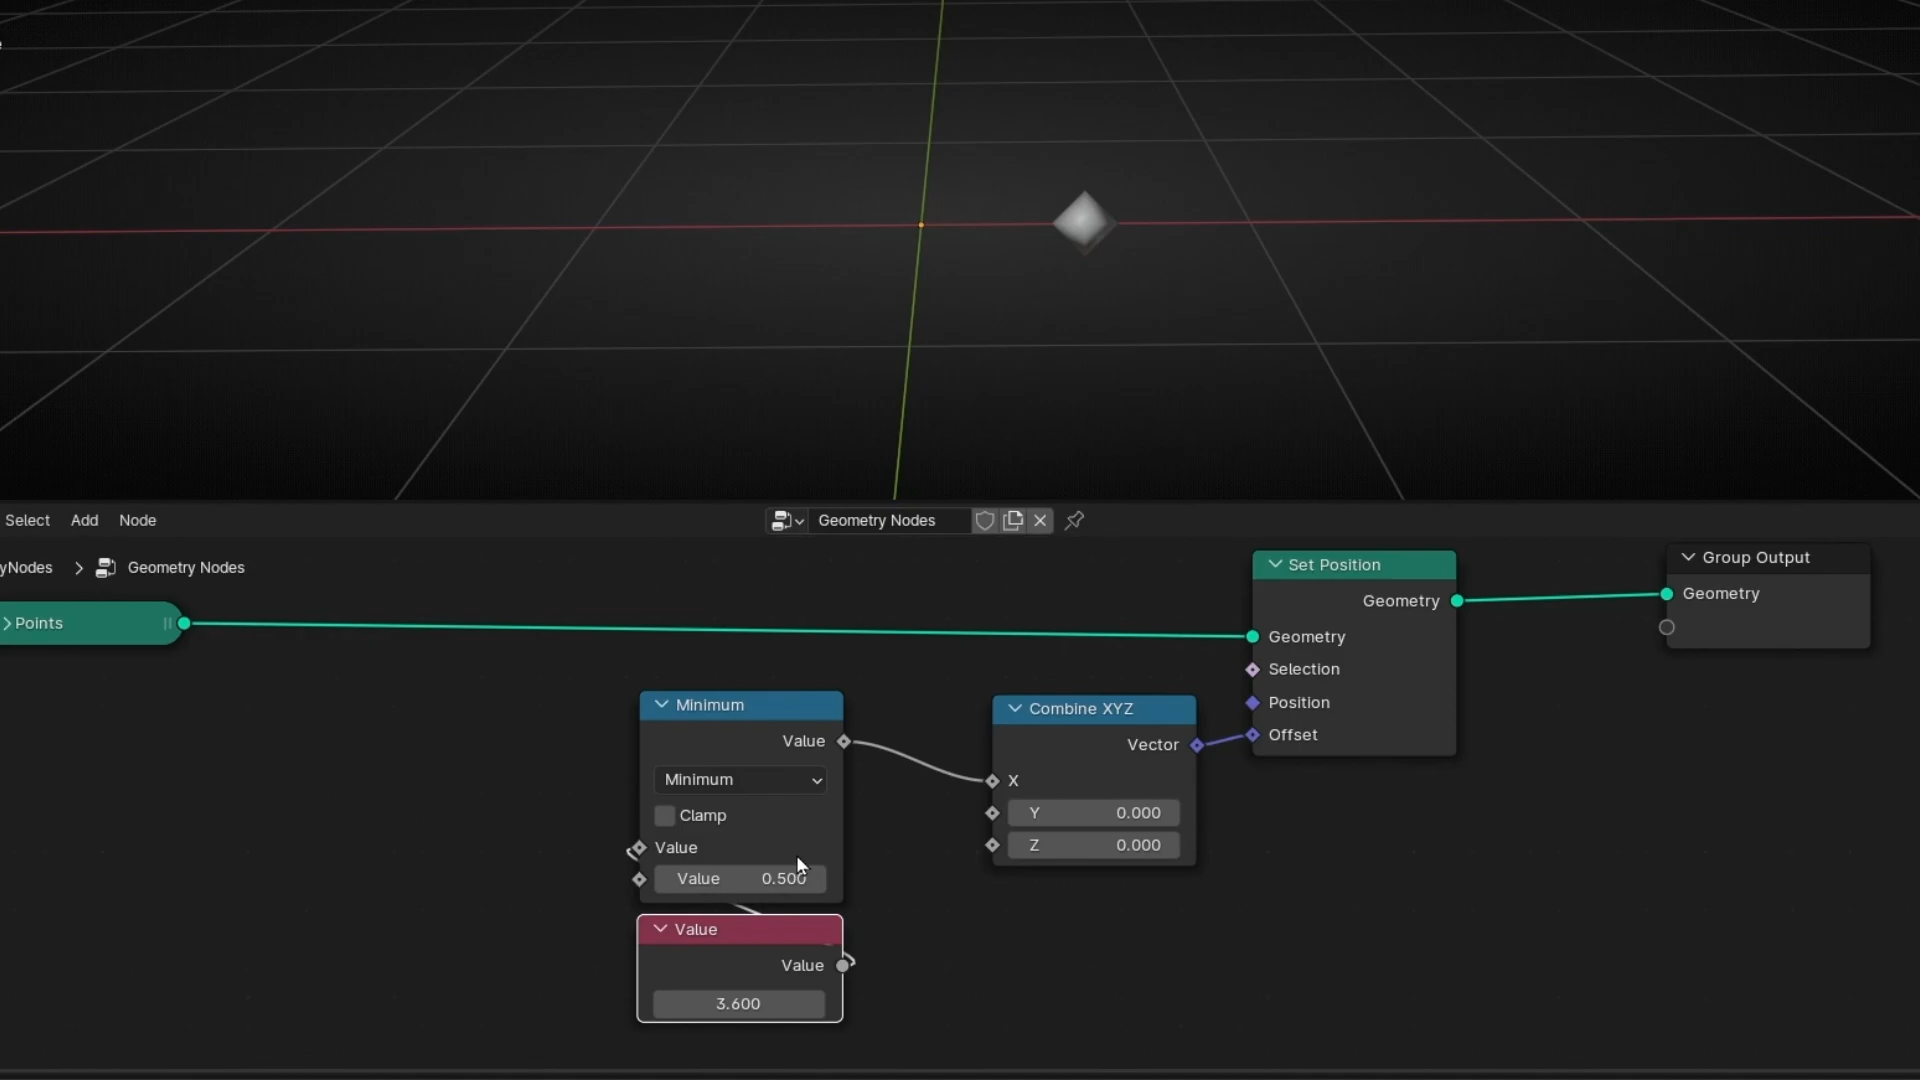 Select Add Node
Geometry Nodes
yNodes
Geometry Nodes
Points
Minimum
Value
Minimum
Clamp
Value
Value 0.500
Value
Value
3.600
Combine XYZ
Vector
X
Y 0.000
Z 0.000
Set Position
Geometry
Geometry
Selection
Position
Offset
Group Output
Geometry